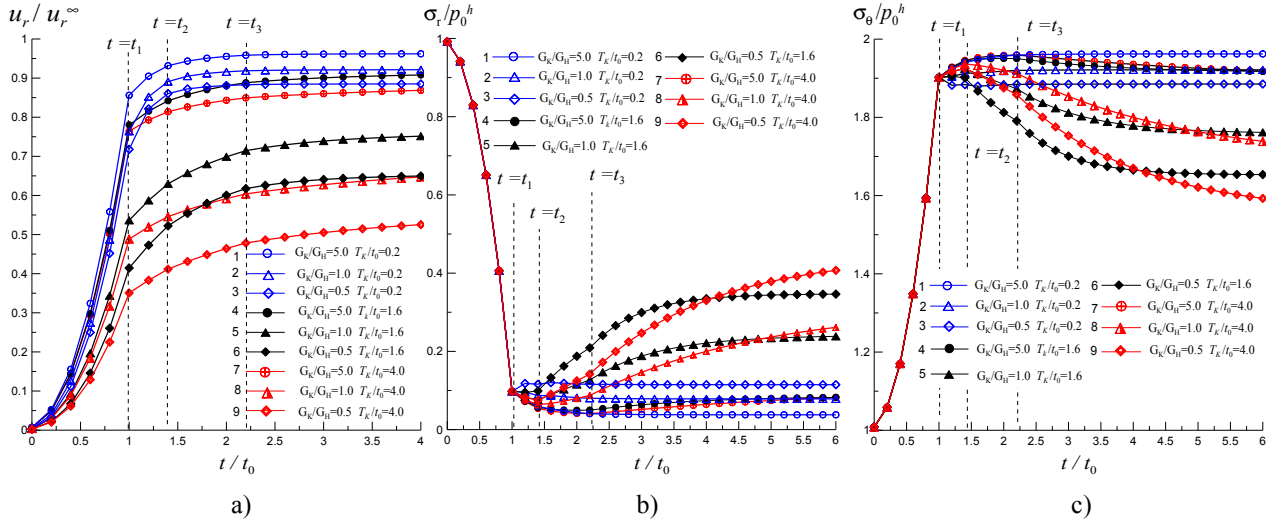 u_r / u_r^∞
t = t_1
t = t_2
t = t_3
1
0.9
0.8
0.7
0.6
0.5
0.4
0.3
0.2
0.1
0
0 0.5 1 1.5 2 2.5 3 3.5 4
t / t_0
1 G_K/G_H=5.0 T_K/t_0=0.2
2 G_K/G_H=1.0 T_K/t_0=0.2
3 G_K/G_H=0.5 T_K/t_0=0.2
4 G_K/G_H=5.0 T_K/t_0=1.6
5 G_K/G_H=1.0 T_K/t_0=1.6
6 G_K/G_H=0.5 T_K/t_0=1.6
7 G_K/G_H=5.0 T_K/t_0=4.0
8 G_K/G_H=1.0 T_K/t_0=4.0
9 G_K/G_H=0.5 T_K/t_0=4.0
a)
σ_r/p_0^h
1 G_K/G_H=5.0 T_K/t_0=0.2
2 G_K/G_H=1.0 T_K/t_0=0.2
3 G_K/G_H=0.5 T_K/t_0=0.2
4 G_K/G_H=5.0 T_k/t_0=1.6
5 G_K/G_H=1.0 T_K/t_0=1.6
6 G_K/G_H=0.5 T_K/t_0=1.6
7 G_K/G_H=5.0 T_K/t_0=4.0
8 G_K/G_H=1.0 T_K/t_0=4.0
9 G_K/G_H=0.5 T_K/t_0=4.0
t = t_1
t = t_2
t = t_3
1
0.8
0.6
0.4
0.2
0
0 0.5 1 1.5 2 2.5 3 3.5 4 4.5 5 5.5 6
t / t_0
b)
σ_θ/p_0^h
t = t_1
t = t_3
t = t_2
2
1.8
1.6
1.4
1.2
1
1 G_K/G_H=5.0 T_K/t_0=0.2
2 G_K/G_H=1.0 T_K/t_0=0.2
3 G_K/G_H=0.5 T_K/t_0=0.2
4 G_K/G_H=5.0 T_k/t_0=1.6
5 G_K/G_H=1.0 T_K/t_0=1.6
6 G_K/G_H=0.5 T_K/t_0=1.6
7 G_K/G_H=5.0 T_K/t_0=4.0
8 G_K/G_H=1.0 T_K/t_0=4.0
9 G_K/G_H=0.5 T_K/t_0=4.0
0 0.5 1 1.5 2 2.5 3 3.5 4 4.5 5 5.5 6
t / t_0
c)